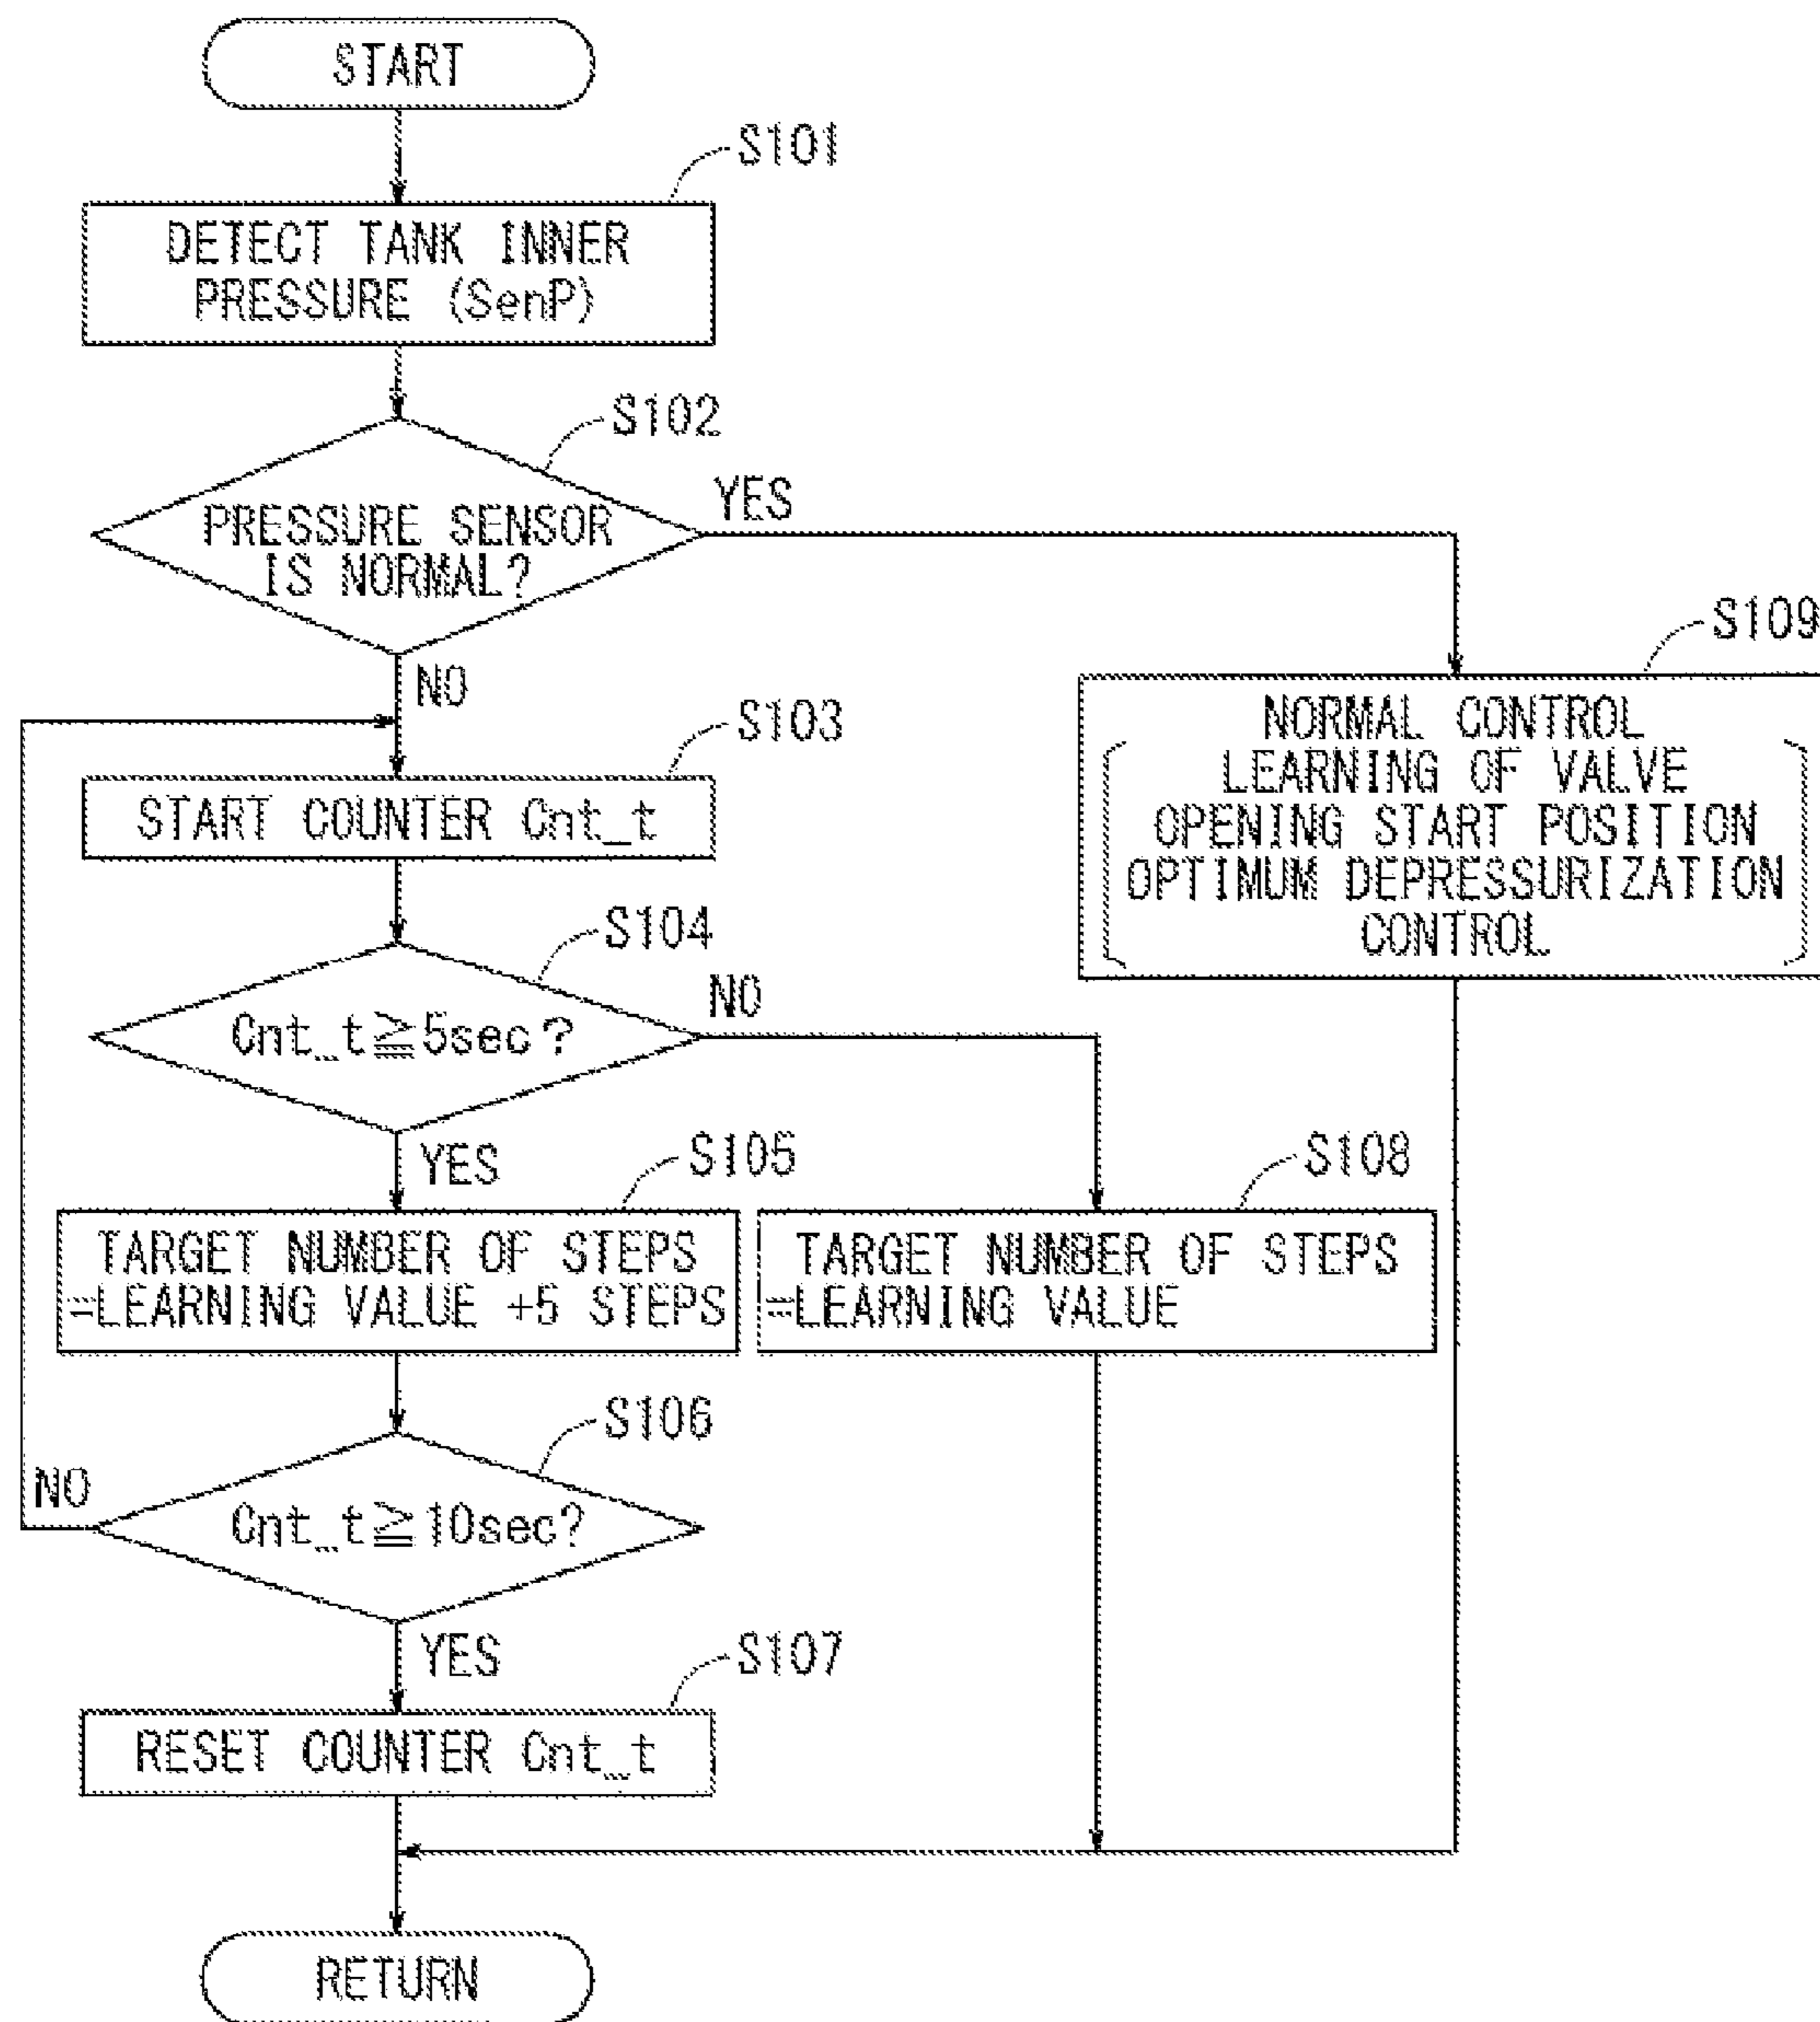 START
S101
DETECT TANK INNER
PRESSURE (SenP)
S102
PRESSURE SENSOR
IS NORMAL?
YES
NO
S109
NORMAL CONTROL
LEARNING OF VALVE
OPENING START POSITION
OPTIMUM DEPRESSURIZATION
CONTROL
S103
START COUNTER Cnt_t
S104
Cnt_t≧5sec?
NO
YES
S105
TARGET NUMBER OF STEPS
=LEARNING VALUE +5 STEPS
S108
TARGET NUMBER OF STEPS
=LEARNING VALUE
S106
Cnt_t≧10sec?
NO
YES
S107
RESET COUNTER Cnt_t
RETURN